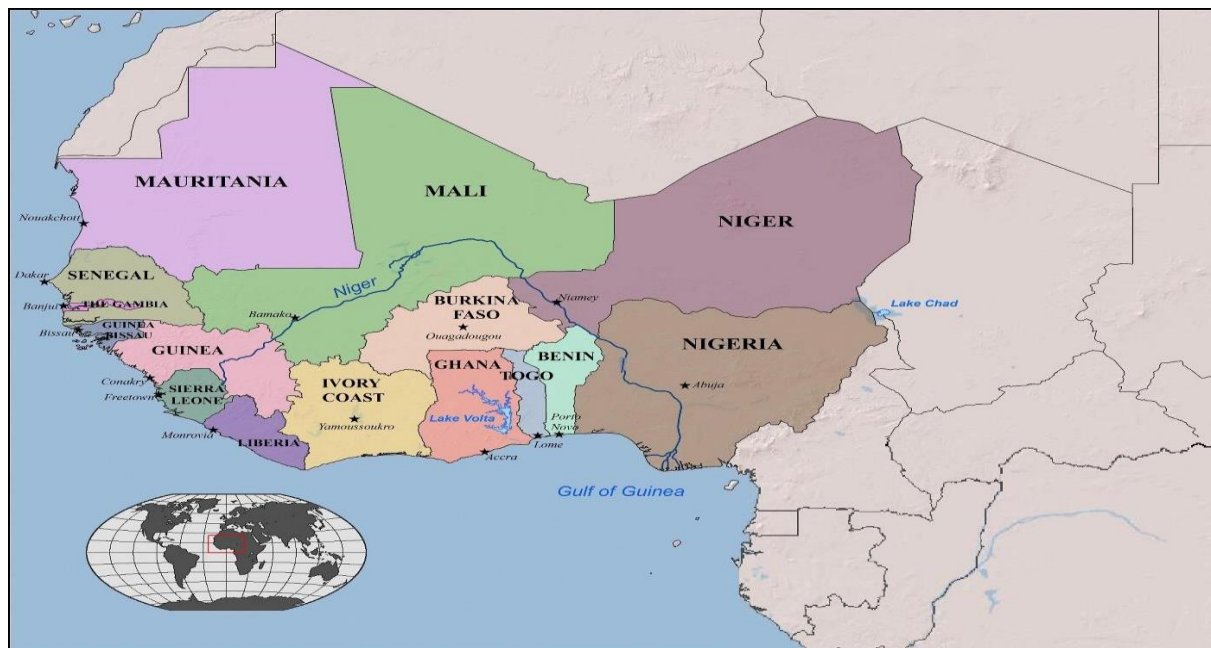 MAURITANIA
MALI
NIGER
Nouakchott
SENEGAL
Dakar
Niger
Banjul
THE GAMBIA
BURKINA
FASO
Niamey
Lake Chad
Bamako
Bissau
GUINEA
BISSAU
Ouagadougou
GUINEA
NIGERIA
BENIN
GHANA
TOGO
Conakry
SIERRA
LEONE
IVORY
COAST
Abuja
Freetown
Lake Volta
Porto
Novo
Yamoussoukro
Monrovia
LIBERIA
Lome
Accra
Gulf of Guinea